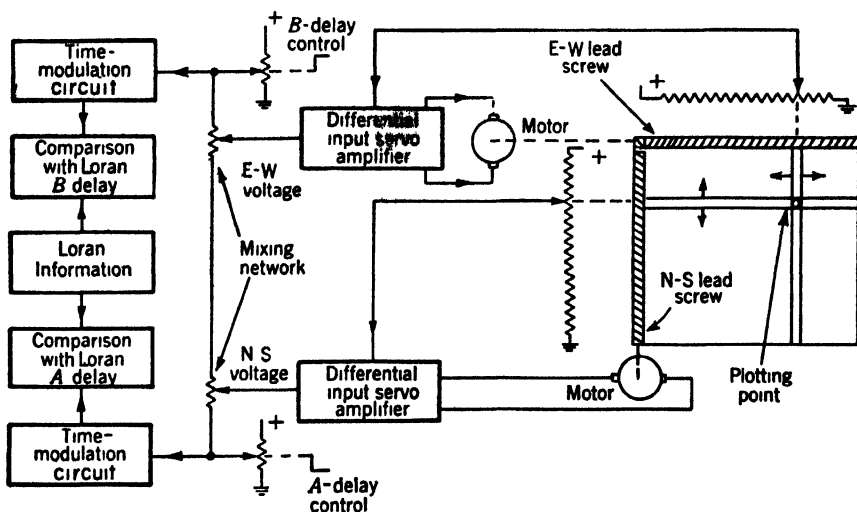 Time-
modulation
circuit
+
B-delay
control
Comparison
with Loran
B delay
Loran
Information
Comparison
with Loran
A delay
Time-
modulation
circuit
+
A-delay
control
E-W
voltage
Mixing
network
N S
voltage
Differential
input servo
amplifier
Motor
+
Differential
input servo
amplifier
Motor
E-W lead
screw
+
N-S lead
screw
Plotting
point